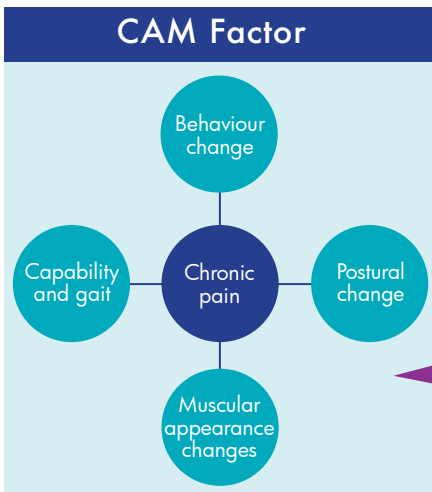 CAM Factor
Behaviour
change
Capability
and gait
Chronic
pain
Postural
change
Muscular
appearance
changes